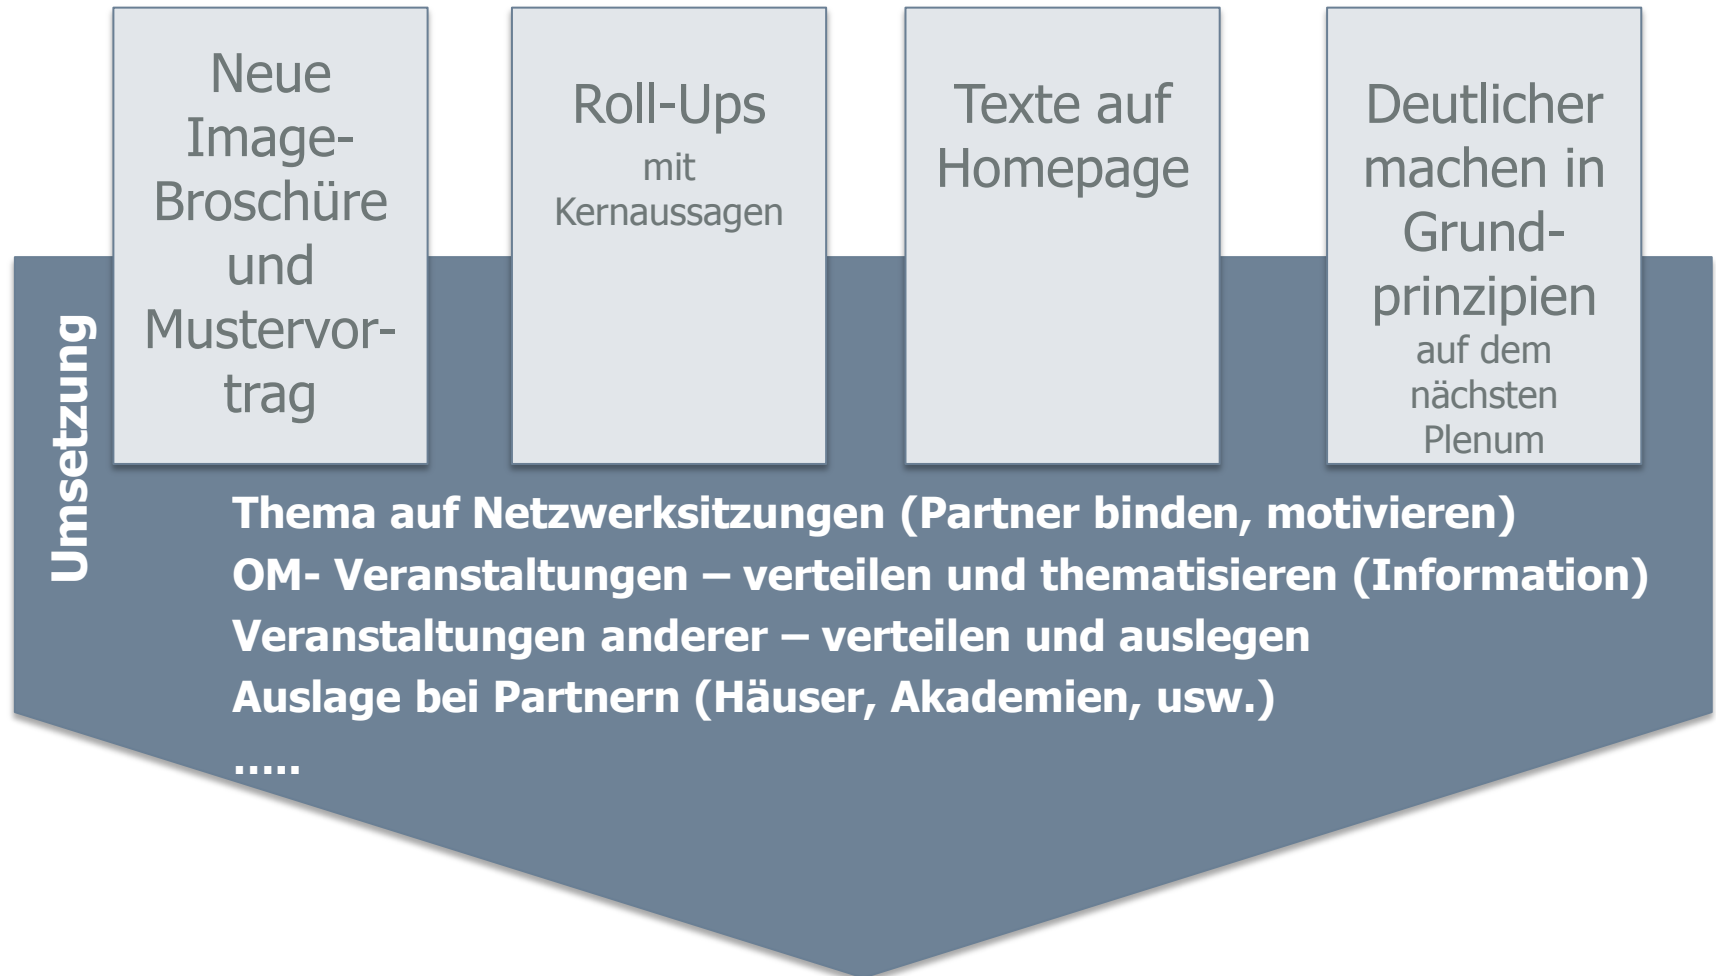 Neue
Image-
Broschüre
und
Mustervor-
trag
Roll-Ups
mit
Kernaussagen
Texte auf
Homepage
Deutlicher
machen in
Grund-
prinzipien
auf dem
nächsten
Plenum
Umsetzung
Thema auf Netzwerksitzungen (Partner binden, motivieren)
OM- Veranstaltungen – verteilen und thematisieren (Information)
Veranstaltungen anderer – verteilen und auslegen
Auslage bei Partnern (Häuser, Akademien, usw.)
…..